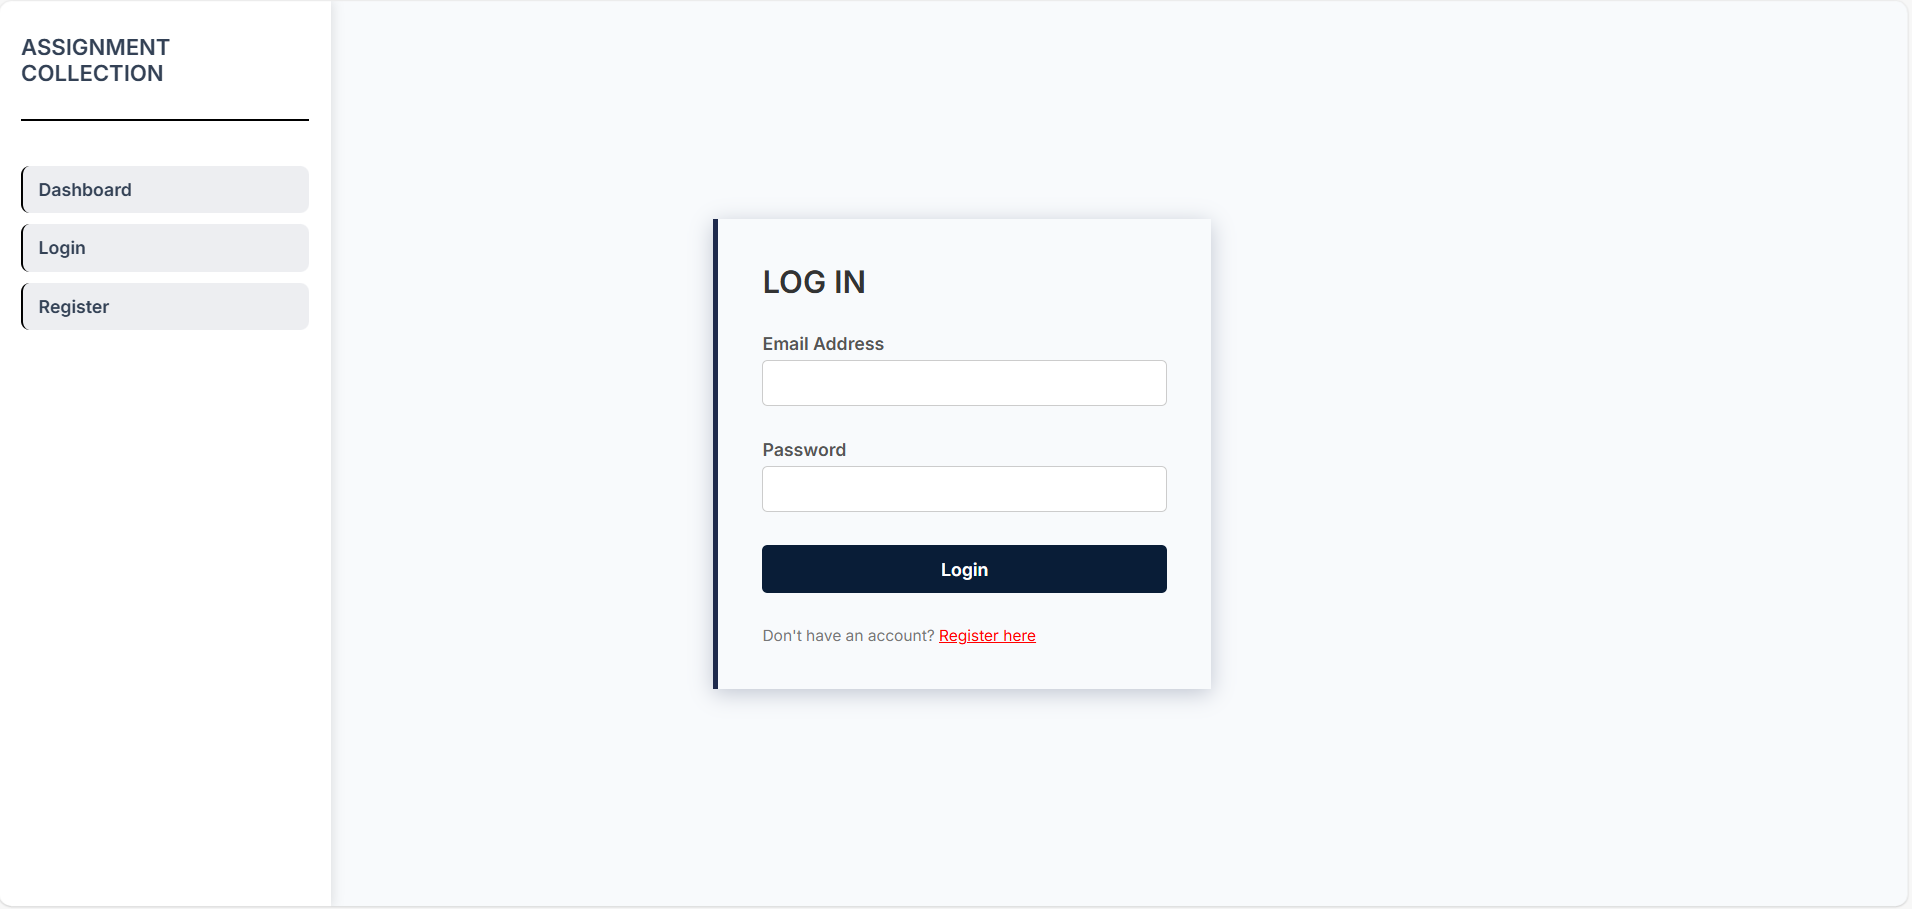 ASSIGNMENT
COLLECTION
Dashboard
Login
Register
LOG IN
Email Address
Password
Login
Don't have an account? Register here